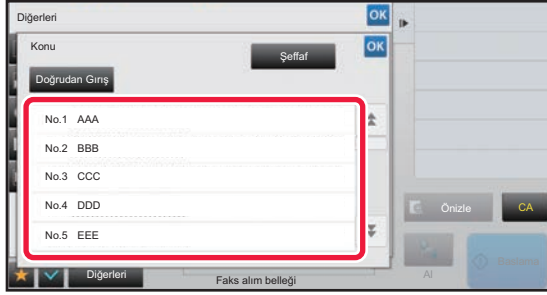 Diğerleri
OK
Konu
Şeffaf
OK
Doğrudan Giriş
No.1 AAA
No.2 BBB
No.3 CCC
No.4 DDD
No.5 EEE
Önizle
CA
Diğerleri
Faks alım belleği
Al
Başlama